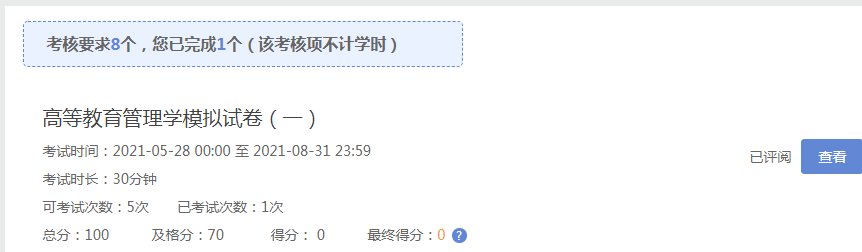 考核要求8个，您已完成1个（该考核项不计学时）
高等教育管理学模拟试卷（一）
考试时间：2021-05-28 00:00 至 2021-08-31 23:59
已评阅 查看
考试时长：30分钟
可考试次数：5次 已考试次数：1次
总分：100 及格分：70 得分： 0 最终得分：0 ?